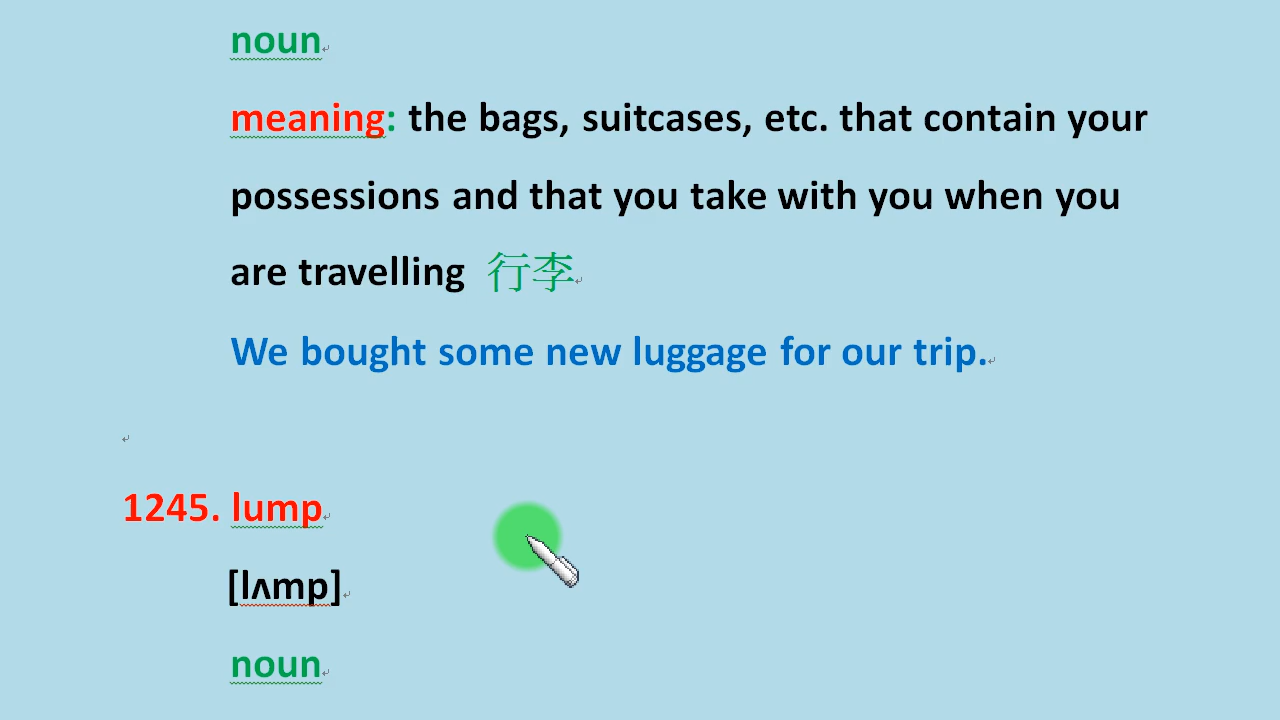 noun
meaning: the bags, suitcases, etc. that contain your
possessions and that you take with you when you
are travelling 行李
We bought some new luggage for our trip.
1245. lump
[lʌmp]
noun